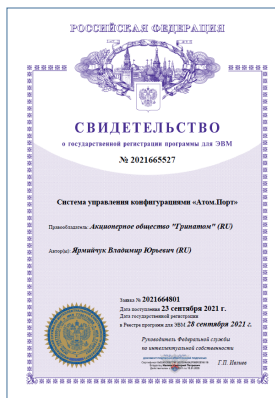 РОССИЙСКАЯ ФЕДЕРАЦИЯ
СВИДЕТЕЛЬСТВО
о государственной регистрации программы для ЭВМ
№ 2021665527
Система управления конфигурациями «Атом.Порт»
Правообладатель: Акционерное общество "Гринатом" (RU)
Автор(ы): Ярмийчук Владимир Юрьевич (RU)
Заявка № 2021664801
Дата поступления 23 сентября 2021 г.
Дата государственной регистрации
в Реестре программ для ЭВМ 28 сентября 2021 г.
Руководитель Федеральной службы
по интеллектуальной собственности
Г.П. Ивлиев